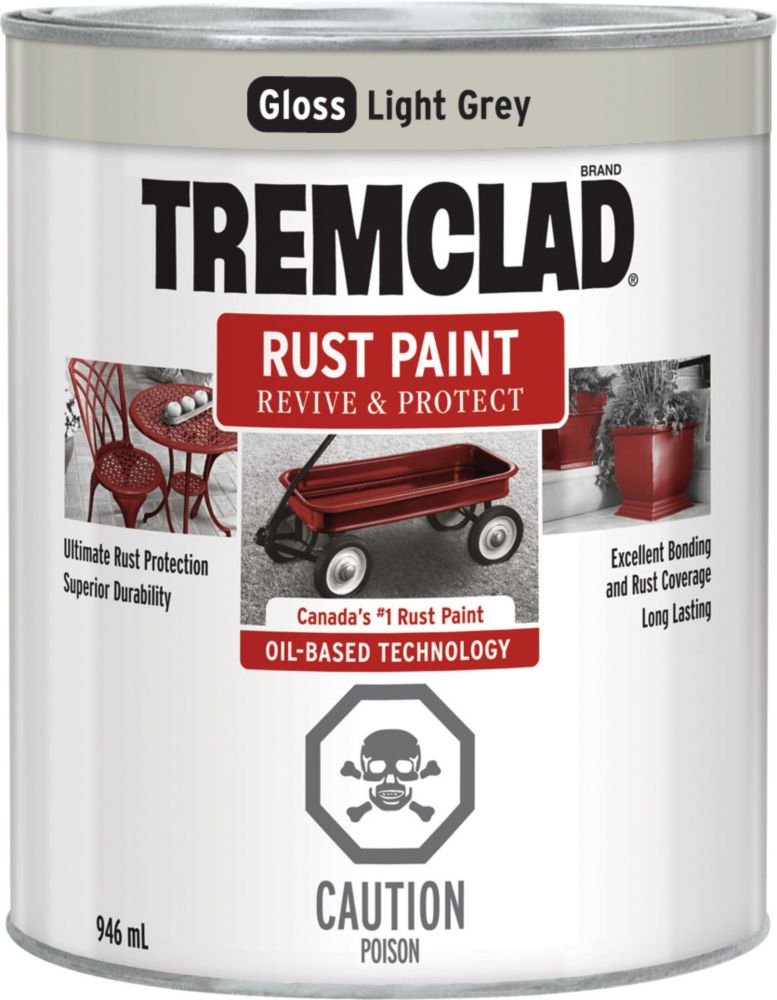 Gloss Light Grey
BRAND
TREMCLAD®
RUST PAINT
REVIVE & PROTECT
Ultimate Rust Protection
Superior Durability
Excellent Bonding
and Rust Coverage
Long Lasting
Canada's #1 Rust Paint
OIL-BASED TECHNOLOGY
CAUTION
POISON
946 mL